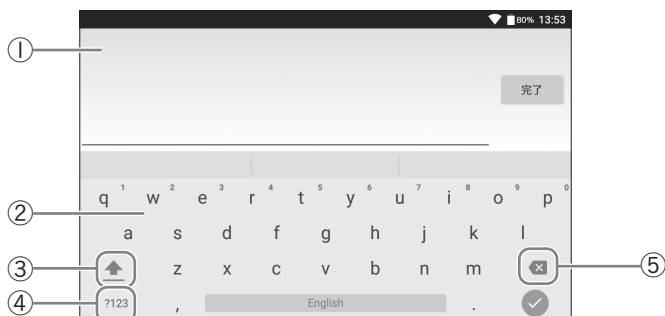 80% 13:53
①
完了
q 1 w 2 e 3 r 4 t 5 y 6 u 7 i 8 o 9 p 0
②
a s d f g h j k l
③ z x c v b n m ⑤
④ ?123 , English .